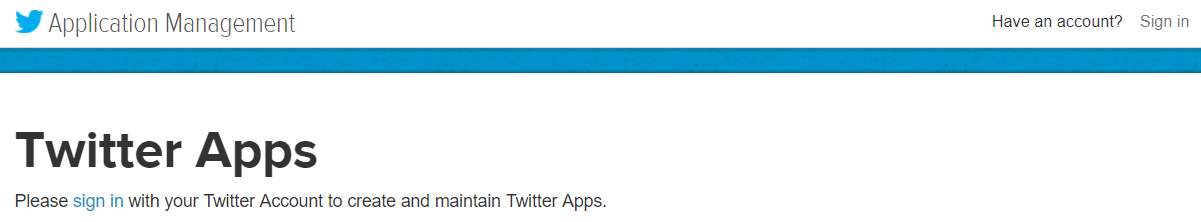 Application Management
Have an account? Sign in
Twitter Apps
Please sign in with your Twitter Account to create and maintain Twitter Apps.